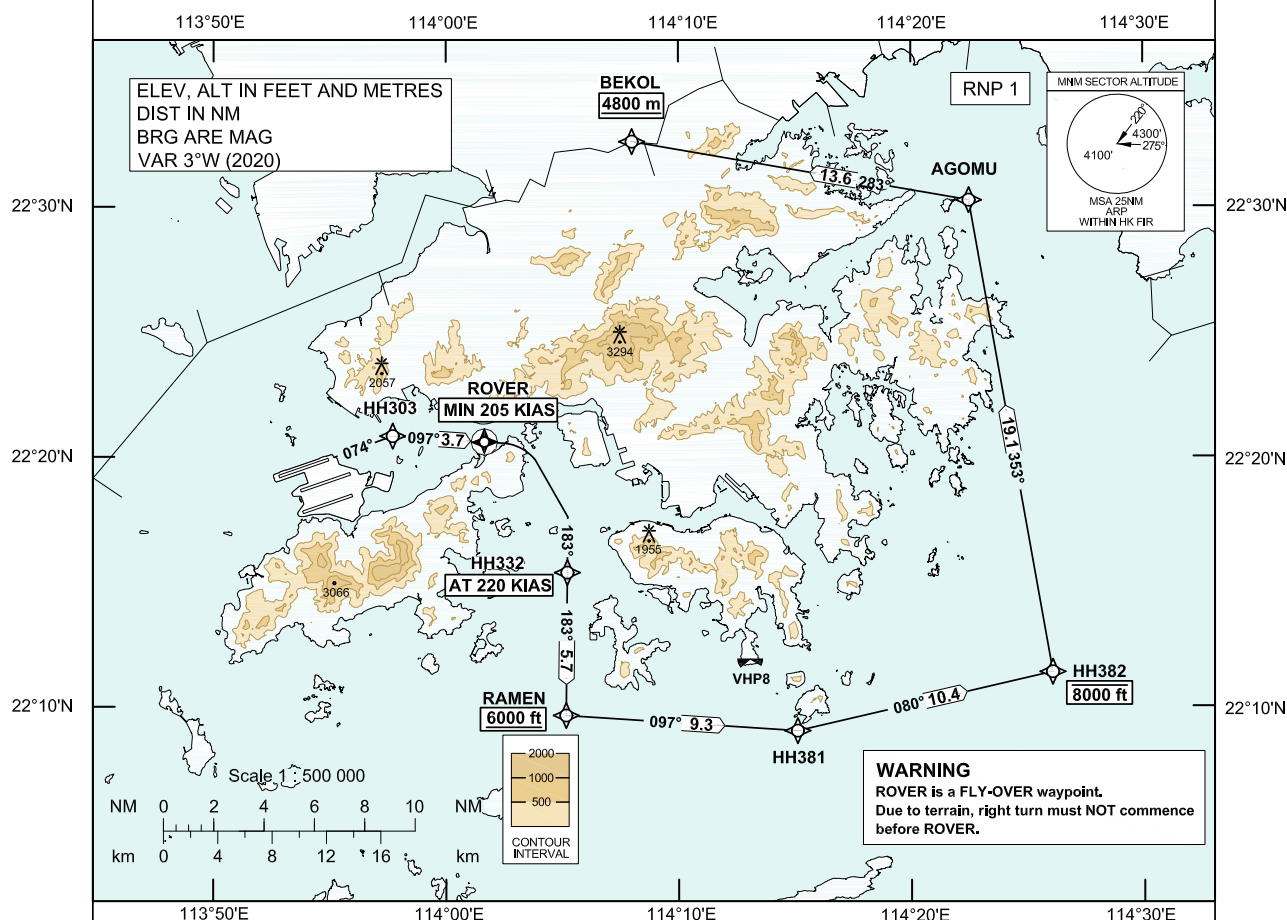 113°50'E
114°00'E
114°10'E
114°20'E
114°30'E
ELEV, ALT IN FEET AND METRES
DIST IN NM
BRG ARE MAG
VAR 3°W (2020)
BEKOL
4800 m
RNP 1
MNM SECTOR ALTITUDE
220°
4300'
4100'
275°
MSA 25NM
ARP
WITHIN HK FIR
13.6 283°
AGOMU
22°30'N
22°30'N
3294
2057
ROVER
MIN 205 KIAS
HH303
074°
097° 3.7
19.1 353°
22°20'N
22°20'N
183°
1955
HH332
AT 220 KIAS
3066
183° 5.7
VHP8
HH382
8000 ft
RAMEN
6000 ft
080° 10.4
097° 9.3
22°10'N
22°10'N
HH381
2000
1000
500
CONTOUR
INTERVAL
Scale 1 : 500 000
NM 0 2 4 6 8 10 NM
km 0 4 8 12 16 km
WARNING
ROVER is a FLY-OVER waypoint.
Due to terrain, right turn must NOT commence
before ROVER.
113°50'E
114°00'E
114°10'E
114°20'E
114°30'E